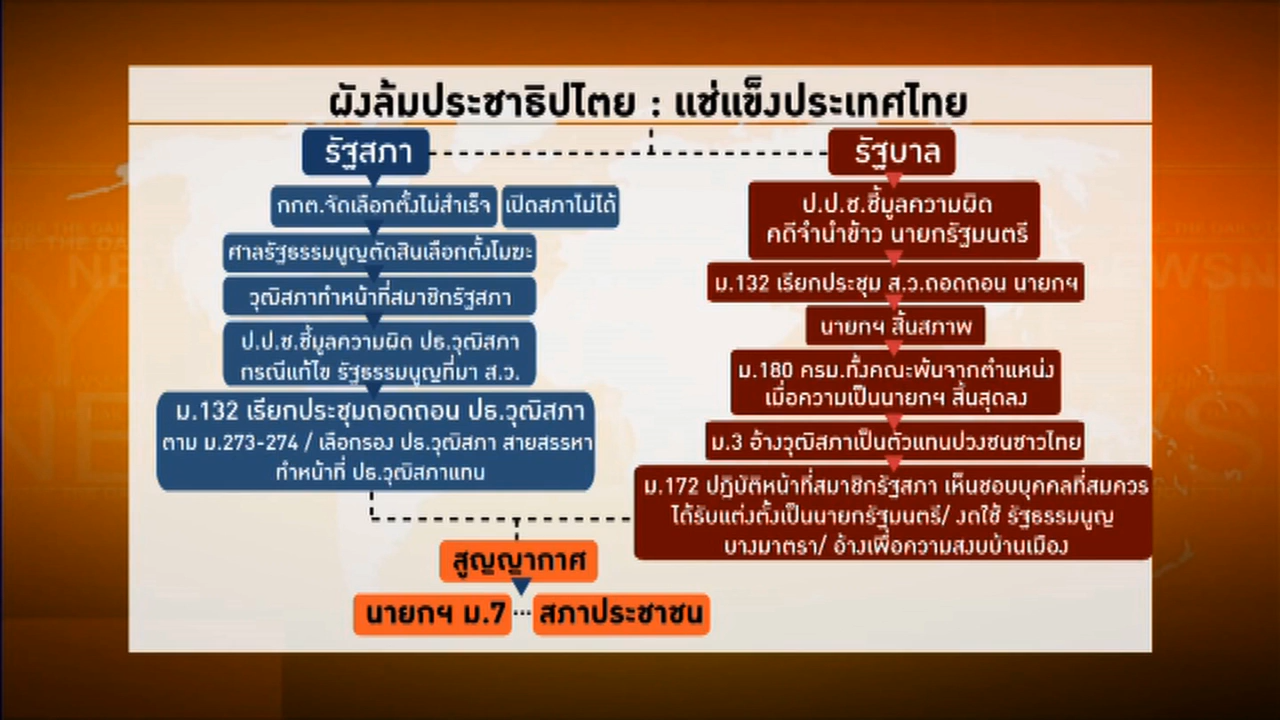 ผังล้มประชาธิปไตย : แช่แข็งประเทศไทย
รัฐสภา
กกต.จัดเลือกตั้งไม่สำเร็จ
เปิดสภาไม่ได้
ศาลรัฐธรรมนูญตัดสินเลือกตั้งโมฆะ
วุฒิสภาทำหน้าที่สมาชิกรัฐสภา
ป.ป.ช.ชี้มูลความผิด ปธ.วุฒิสภา
กรณีแก้ไข รัฐธรรมนูญที่มา ส.ว.
ม.132 เรียกประชุมถอดถอน ปธ.วุฒิสภา
ตาม ม.273-274 / เลือกรอง ปธ.วุฒิสภา สายสรรหา
ทำหน้าที่ ปธ.วุฒิสภาแทน
รัฐบาล
ป.ป.ช.ชี้มูลความผิด
คดีจำนำข้าว นายกรัฐมนตรี
ม.132 เรียกประชุม ส.ว.ถอดถอน นายกฯ
นายกฯ สิ้นสภาพ
ม.180 ครม.ทั้งคณะพ้นจากตำแหน่ง
เมื่อความเป็นนายกฯ สิ้นสุดลง
ม.3 อ้างวุฒิสภาเป็นตัวแทนปวงชนชาวไทย
ม.172 ปฏิบัติหน้าที่สมาชิกรัฐสภา เห็นชอบบุคคลที่สมควร
ได้รับแต่งตั้งเป็นนายกรัฐมนตรี/ งดใช้ รัฐธรรมนูญ
บางมาตรา/ อ้างเพื่อความสงบบ้านเมือง
สูญญากาศ
นายกฯ ม.7 ... สภาประชาชน